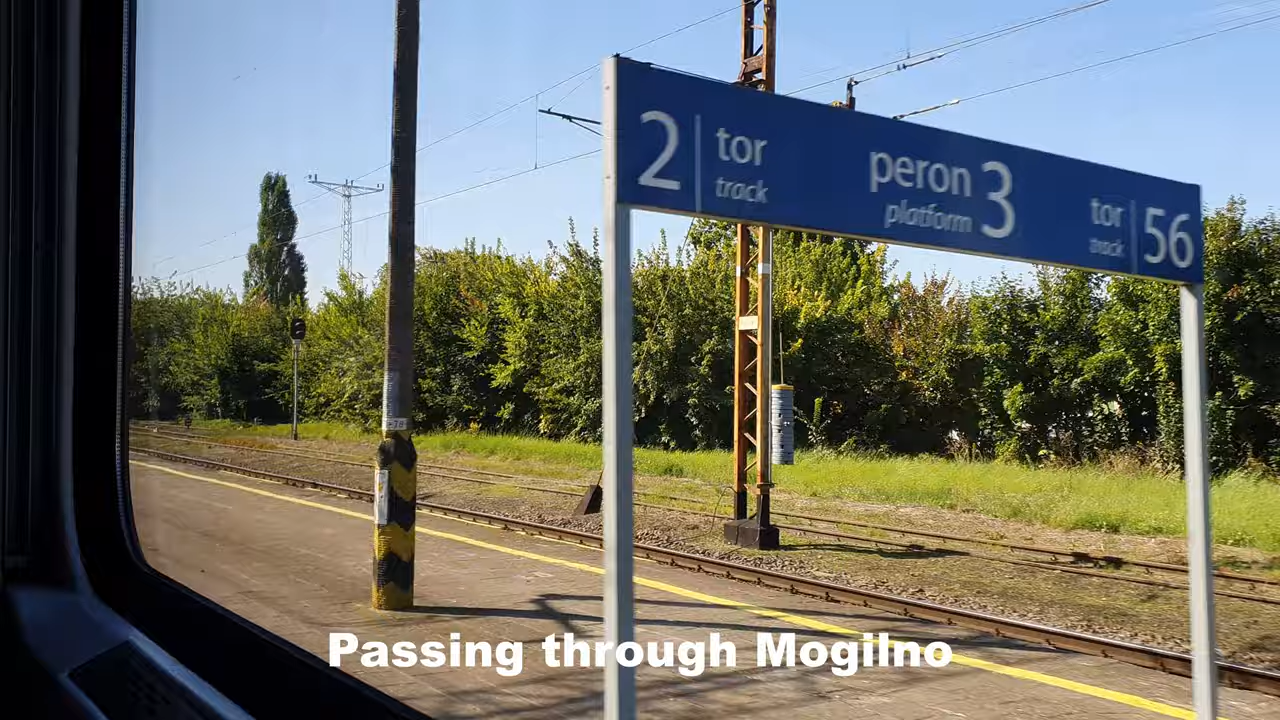 2 tor peron 3 tor 56
track platform track
Passing through Mogilno